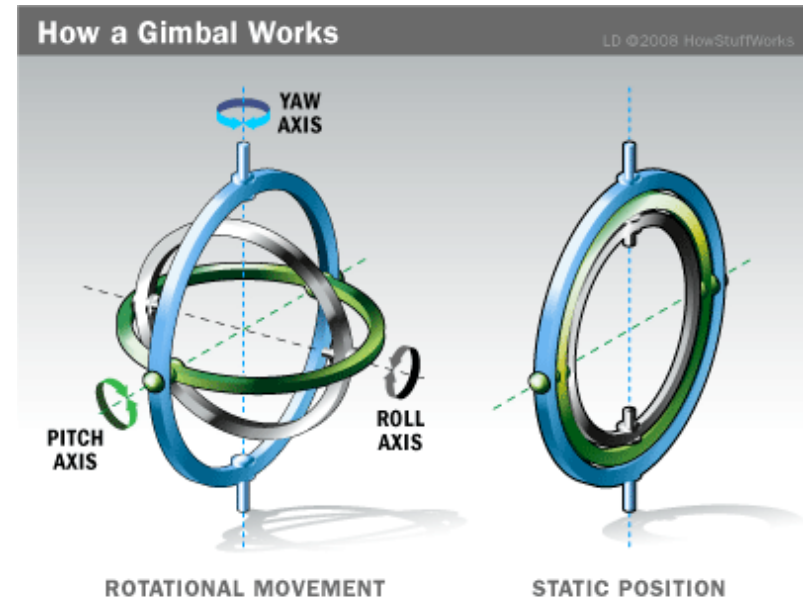 How a Gimbal Works
LD ©2008 HowStuffWorks
YAW
AXIS
PITCH
AXIS
ROLL
AXIS
ROTATIONAL MOVEMENT
STATIC POSITION